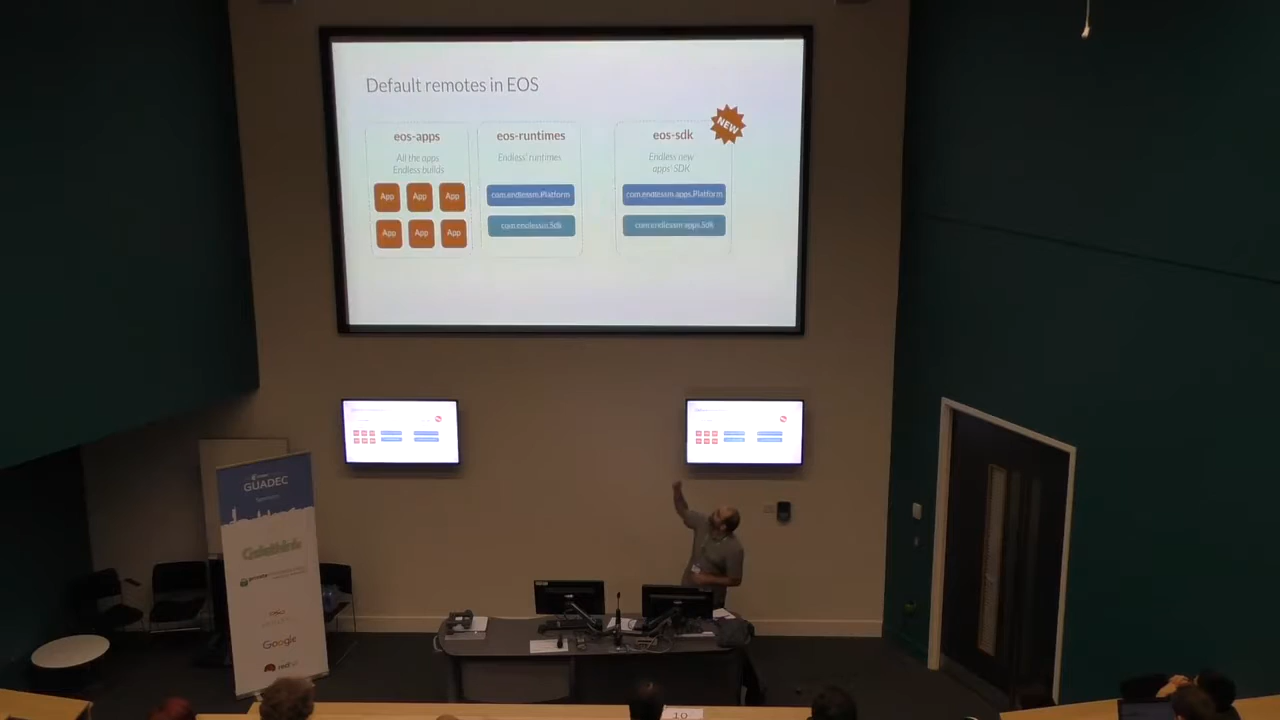 Default remotes in EOS
NEW
eos-apps
All the apps
Endless builds
App App App
App App App
eos-runtimes
Endless' runtimes
com.endlessm.Platform
com.endlessm.Sdk
eos-sdk
Endless new
apps' SDK
com.endlessm.apps.Platform
com.endlessm.apps.Sdk
GUADEC
Codethink
Google
10